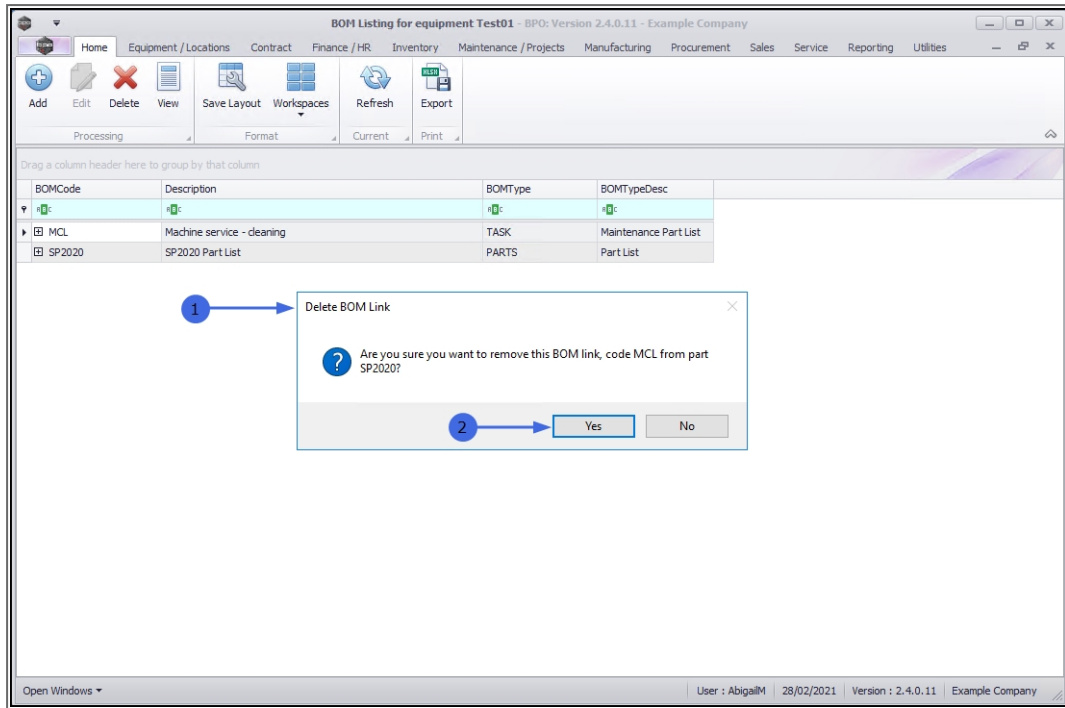 BOM Listing for equipment Test01 - BPO: Version 2.4.0.11 - Example Company
Home Equipment / Locations Contract Finance / HR Inventory Maintenance / Projects Manufacturing Procurement Sales Service Reporting Utilities
Add Edit Delete View Save Layout Workspaces Refresh Export
Processing Format Current Print
Drag a column header here to group by that column
BOMCode Description BOMType BOMTypeDesc
ABC ABC ABC ABC
MCL Machine service - cleaning TASK Maintenance Part List
SP2020 SP2020 Part List PARTS Part List
1 Delete BOM Link
Are you sure you want to remove this BOM link, code MCL from part
SP2020?
2 Yes No
Open Windows User : AbigailM 28/02/2021 Version : 2.4.0.11 Example Company